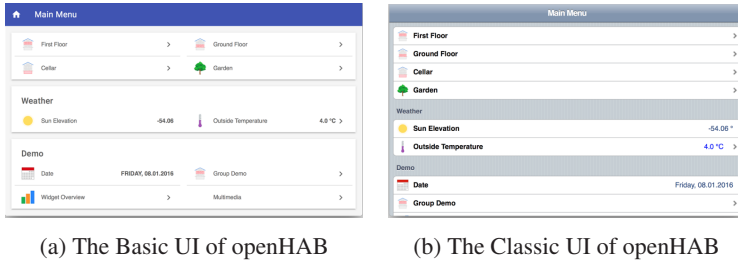 Main Menu
First Floor
Ground Floor
Cellar
Garden
Weather
Sun Elevation -54.06
Outside Temperature 4.0 °C
Demo
Date FRIDAY, 08.01.2016
Group Demo
Widget Overview
Multimedia
(a) The Basic UI of openHAB
Main Menu
First Floor
Ground Floor
Cellar
Garden
Weather
Sun Elevation -54.06 °
Outside Temperature 4.0 °C
Demo
Date Friday, 08.01.2016
Group Demo
(b) The Classic UI of openHAB